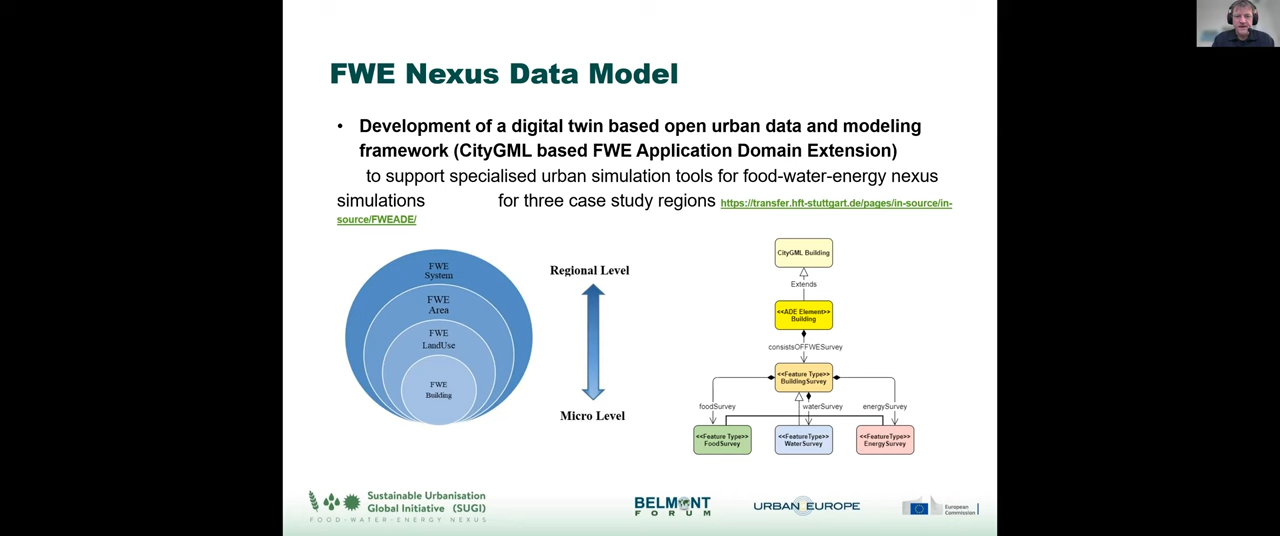 FWE Nexus Data Model
• Development of a digital twin based open urban data and modeling
framework (CityGML based FWE Application Domain Extension)
to support specialised urban simulation tools for food-water-energy nexus
simulations for three case study regions https://transfer.hft-stuttgart.de/pages/in-source/in-
source/FWEADE/
FWE
System
FWE
Area
FWE
LandUse
FWE
Building
Regional Level
Micro Level
CityGML Building
Extends
<<ADE Element>>
Building
consistsOFFWESurvey
<<Feature Type>>
BuildingSurvey
foodSurvey
waterSurvey
energySurvey
<<Feature Type>>
FoodSurvey
<<FeatureType>>
WaterSurvey
<<FeatureType>>
EnergySurvey
Sustainable Urbanisation
Global Initiative (SUGI)
FOOD-WATER-ENERGY NEXUS
BELMONT
FORUM
URBAN EUROPE
European
Commission